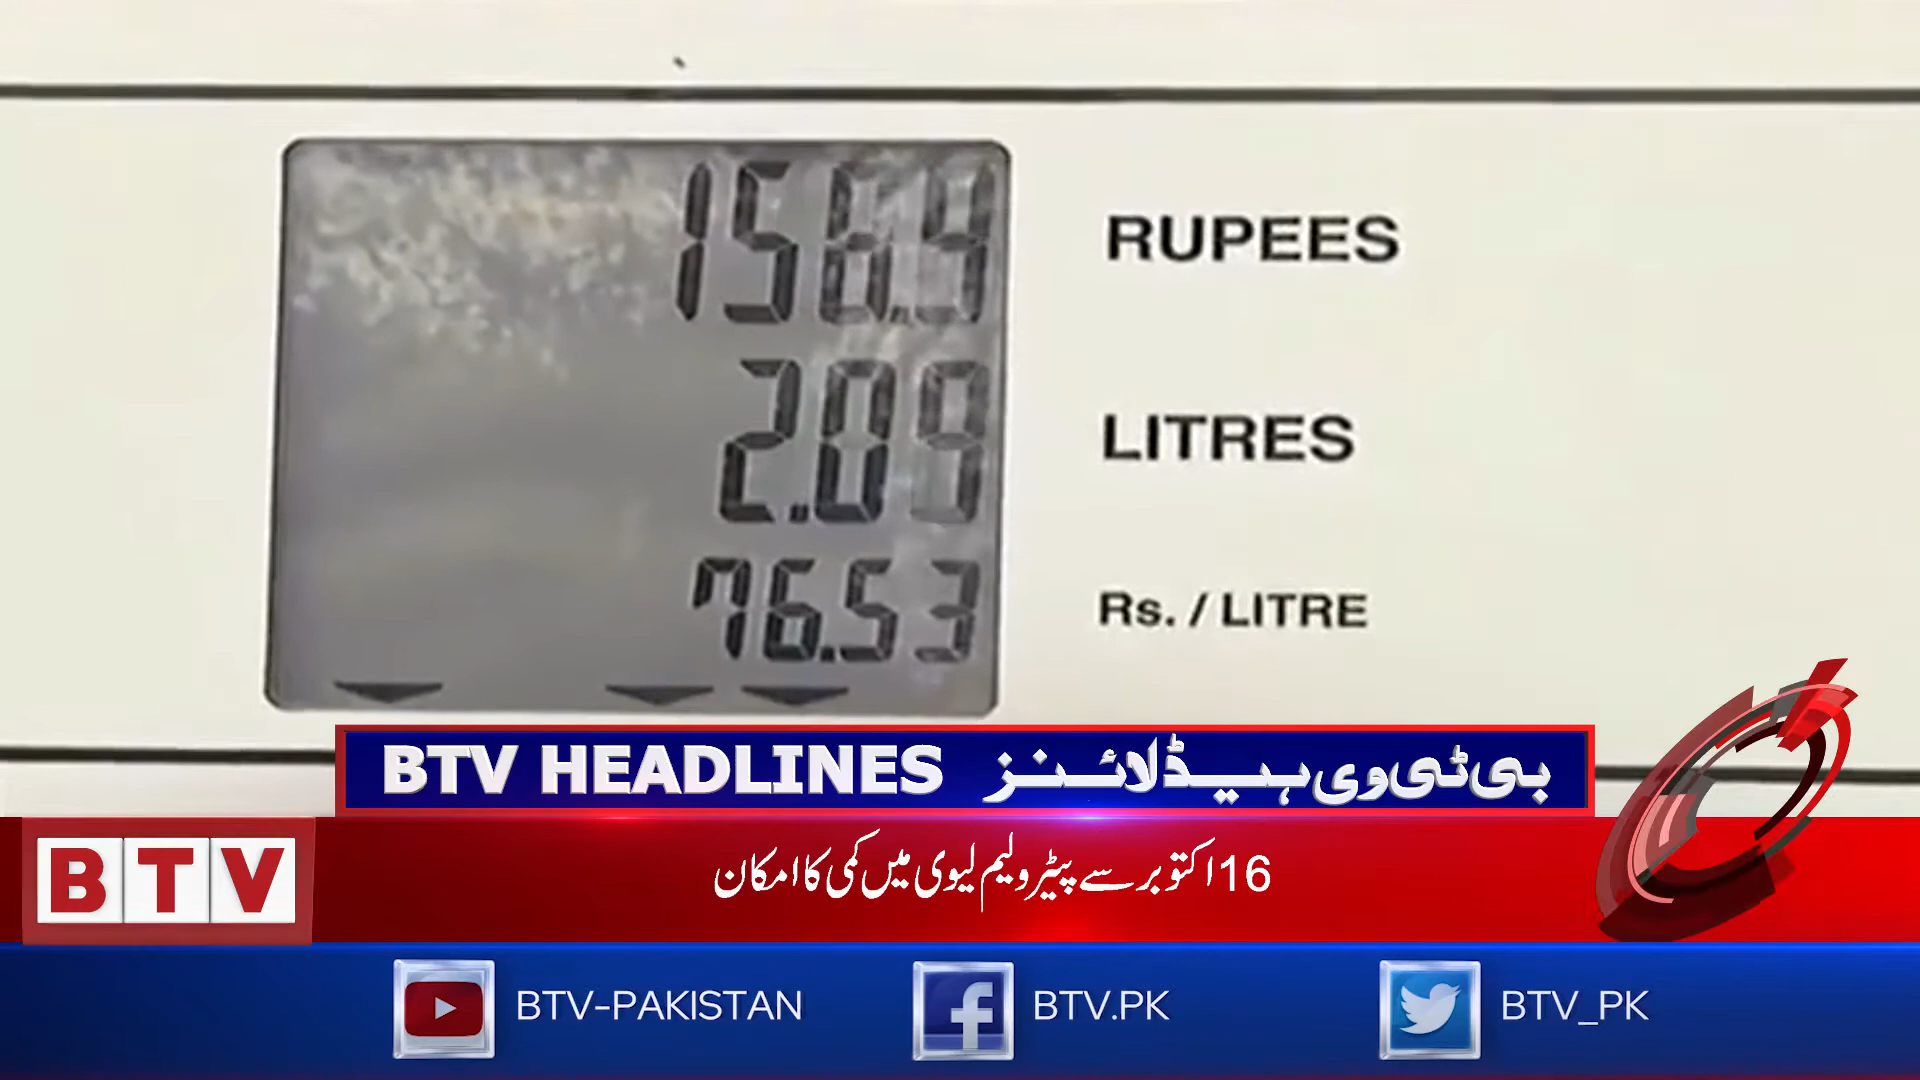 156.9 RUPEES
2.09 LITRES
76.53 Rs. / LITRE
BTV HEADLINES بی ٹی وی ہیڈلائنز
BTV
16 اکتوبر سے پیٹرولیم لیوی میں کمی کا امکان
BTV-PAKISTAN BTV.PK BTV_PK